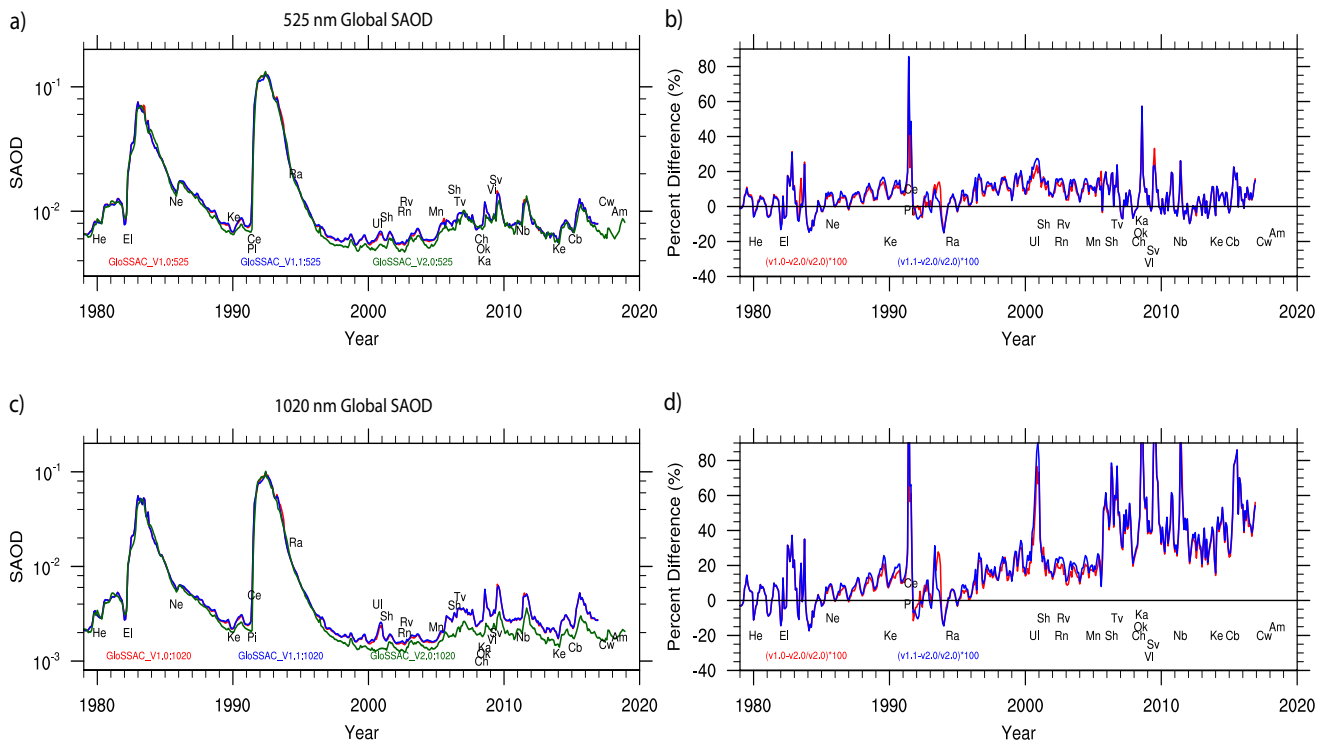 a)
525 nm Global SAOD
SAOD
10-1
10-2
He
El
Ne
Ke
Ce
Pi
Ra
Ul
Sh
Rv
Rn
Mn
Sh
Tv
Sv
Vi
Ch
Ok
Ka
Nb
Ke
Cb
Cw
Am
GloSSAC_V1.0:525
GloSSAC_V1.1:525
GloSSAC_V2.0:525
1980 1990 2000 2010 2020
Year
b)
Percent Difference (%)
80
60
40
20
0
-20
-40
He
El
Ne
Ke
Ce
Pi
Ra
Sh
Ul
Rv
Rn
Mn
Sh
Tv
Ka
Ok
Ch
Sv
VI
Nb
Ke
Cb
Cw
Am
(v1.0-v2.0/v2.0)*100
(v1.1-v2.0/v2.0)*100
1980 1990 2000 2010 2020
Year
c)
1020 nm Global SAOD
SAOD
10-1
10-2
10-3
He
El
Ne
Ke
Ce
Pi
Ra
Ul
Sh
Rv
Rn
Mn
Tv
Sh
Sv
Vi
Ka
Ok
Ch
Nb
Ke
Cb
Cw
Am
GloSSAC_V1.0:1020
GloSSAC_V1.1:1020
GloSSAC_V2.0:1020
1980 1990 2000 2010 2020
Year
d)
Percent Difference (%)
80
60
40
20
0
-20
-40
He
El
Ne
Ke
Ce
Pi
Ra
Sh
Ul
Rv
Rn
Mn
Tv
Sh
Ka
Ok
Ch
Sv
VI
Nb
Ke
Cb
Cw
Am
(v1.0-v2.0/v2.0)*100
(v1.1-v2.0/v2.0)*100
1980 1990 2000 2010 2020
Year